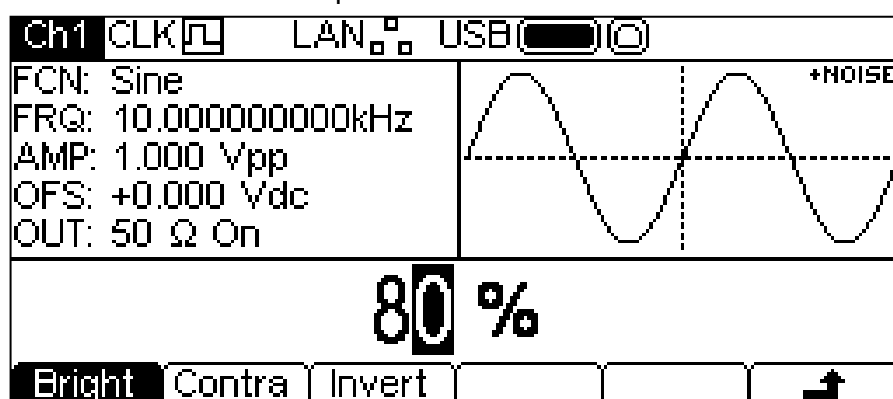 Ch1 CLK LAN USB
FCN: Sine
FRQ: 10.000000000kHz
AMP: 1.000 Vpp
OFS: +0.000 Vdc
OUT: 50 Ω On
+NOISE
80 %
Bright Contra Invert